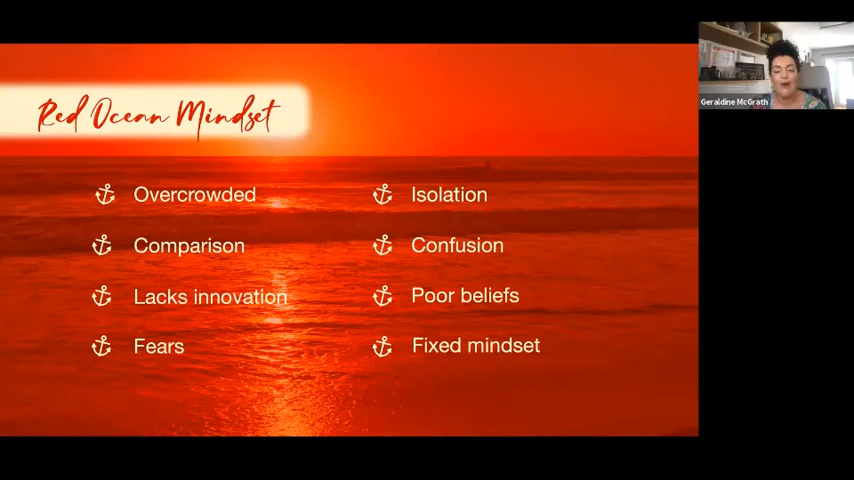 Red Ocean Mindset
Geraldine McGrath
Overcrowded
Comparison
Lacks innovation
Fears
Isolation
Confusion
Poor beliefs
Fixed mindset